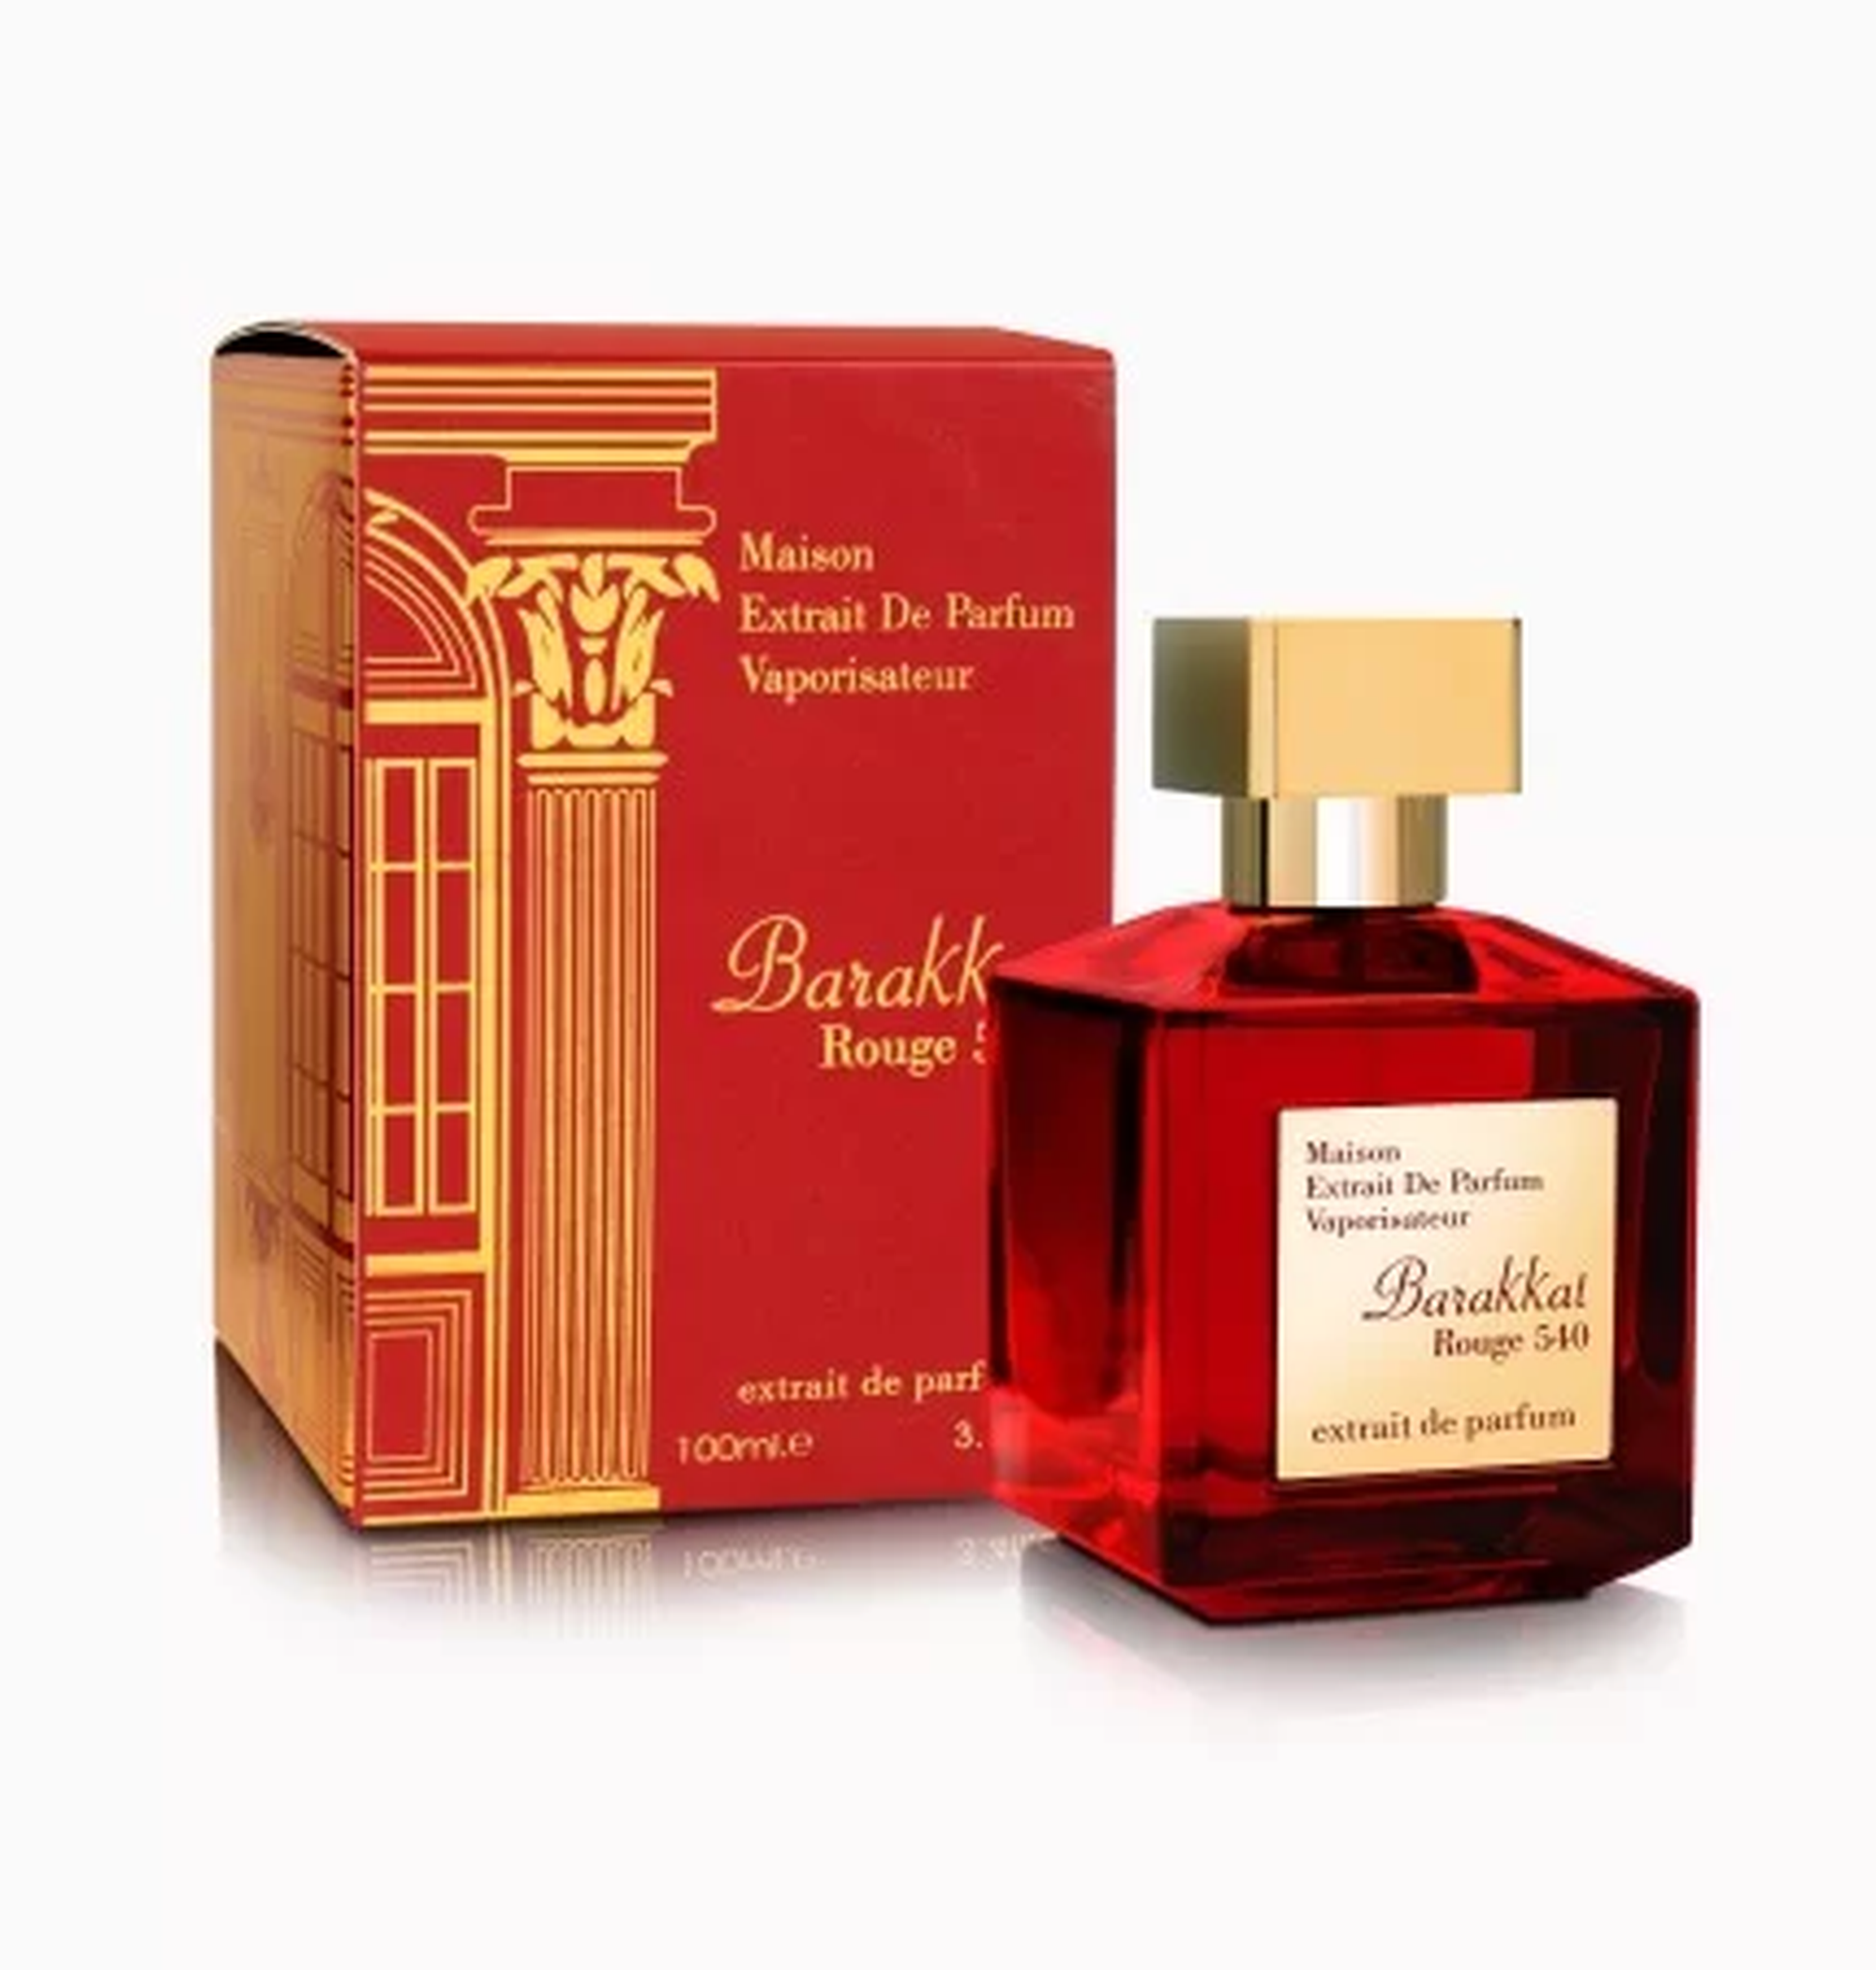 Maison
Extrait De Parfum
Vaporisateur
Barakk
Rouge 5
extrait de parf
100ml.e
3.
Maison
Extrait De Parfum
Vaporisateur
Barakkat
Rouge 540
extrait de parfum